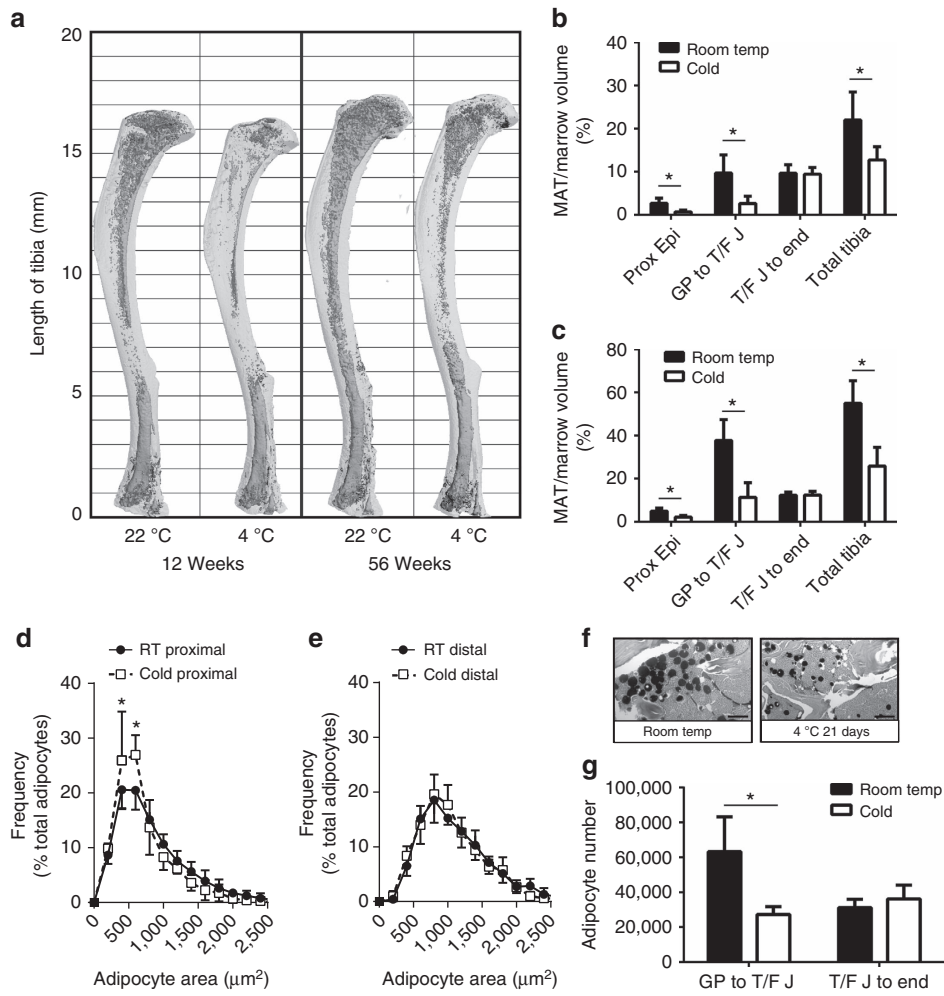 a
20
15
10
5
0
Length of tibia (mm)
22 °C
4 °C
22 °C
4 °C
12 Weeks
56 Weeks
b
40
30
20
10
0
MAT/marrow volume
(%)
Room temp
Cold
*
*
*
Prox Epi
GP to T/F J
T/F J to end
Total tibia
c
80
60
40
20
0
MAT/marrow volume
(%)
Room temp
Cold
*
*
*
Prox Epi
GP to T/F J
T/F J to end
Total tibia
d
RT proximal
Cold proximal
40
30
20
10
0
Frequency
(% total adipocytes)
*
*
0
500
1,000
1,500
2,000
2,500
Adipocyte area (μm²)
e
RT distal
Cold distal
40
30
20
10
0
Frequency
(% total adipocytes)
0
500
1,000
1,500
2,000
2,500
Adipocyte area (μm²)
f
Room temp
4 °C 21 days
g
100,000
80,000
60,000
40,000
20,000
0
Adipocyte number
Room temp
Cold
*
GP to T/F J
T/F J to end